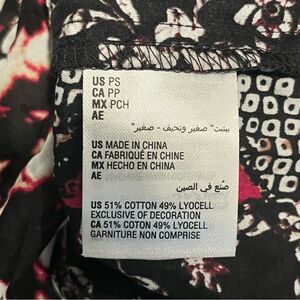 US PS
CA PP
MX PCH
AE
بيتيت" صغير ونحيف - صغير"
US MADE IN CHINA
CA FABRIQUÉ EN CHINE
MX HECHO EN CHINA
AE
صُنع في الصين
US 51% COTTON 49% LYOCELL
EXCLUSIVE OF DECORATION
CA 51% COTON 49% LYOCELL
GARNITURE NON COMPRISE